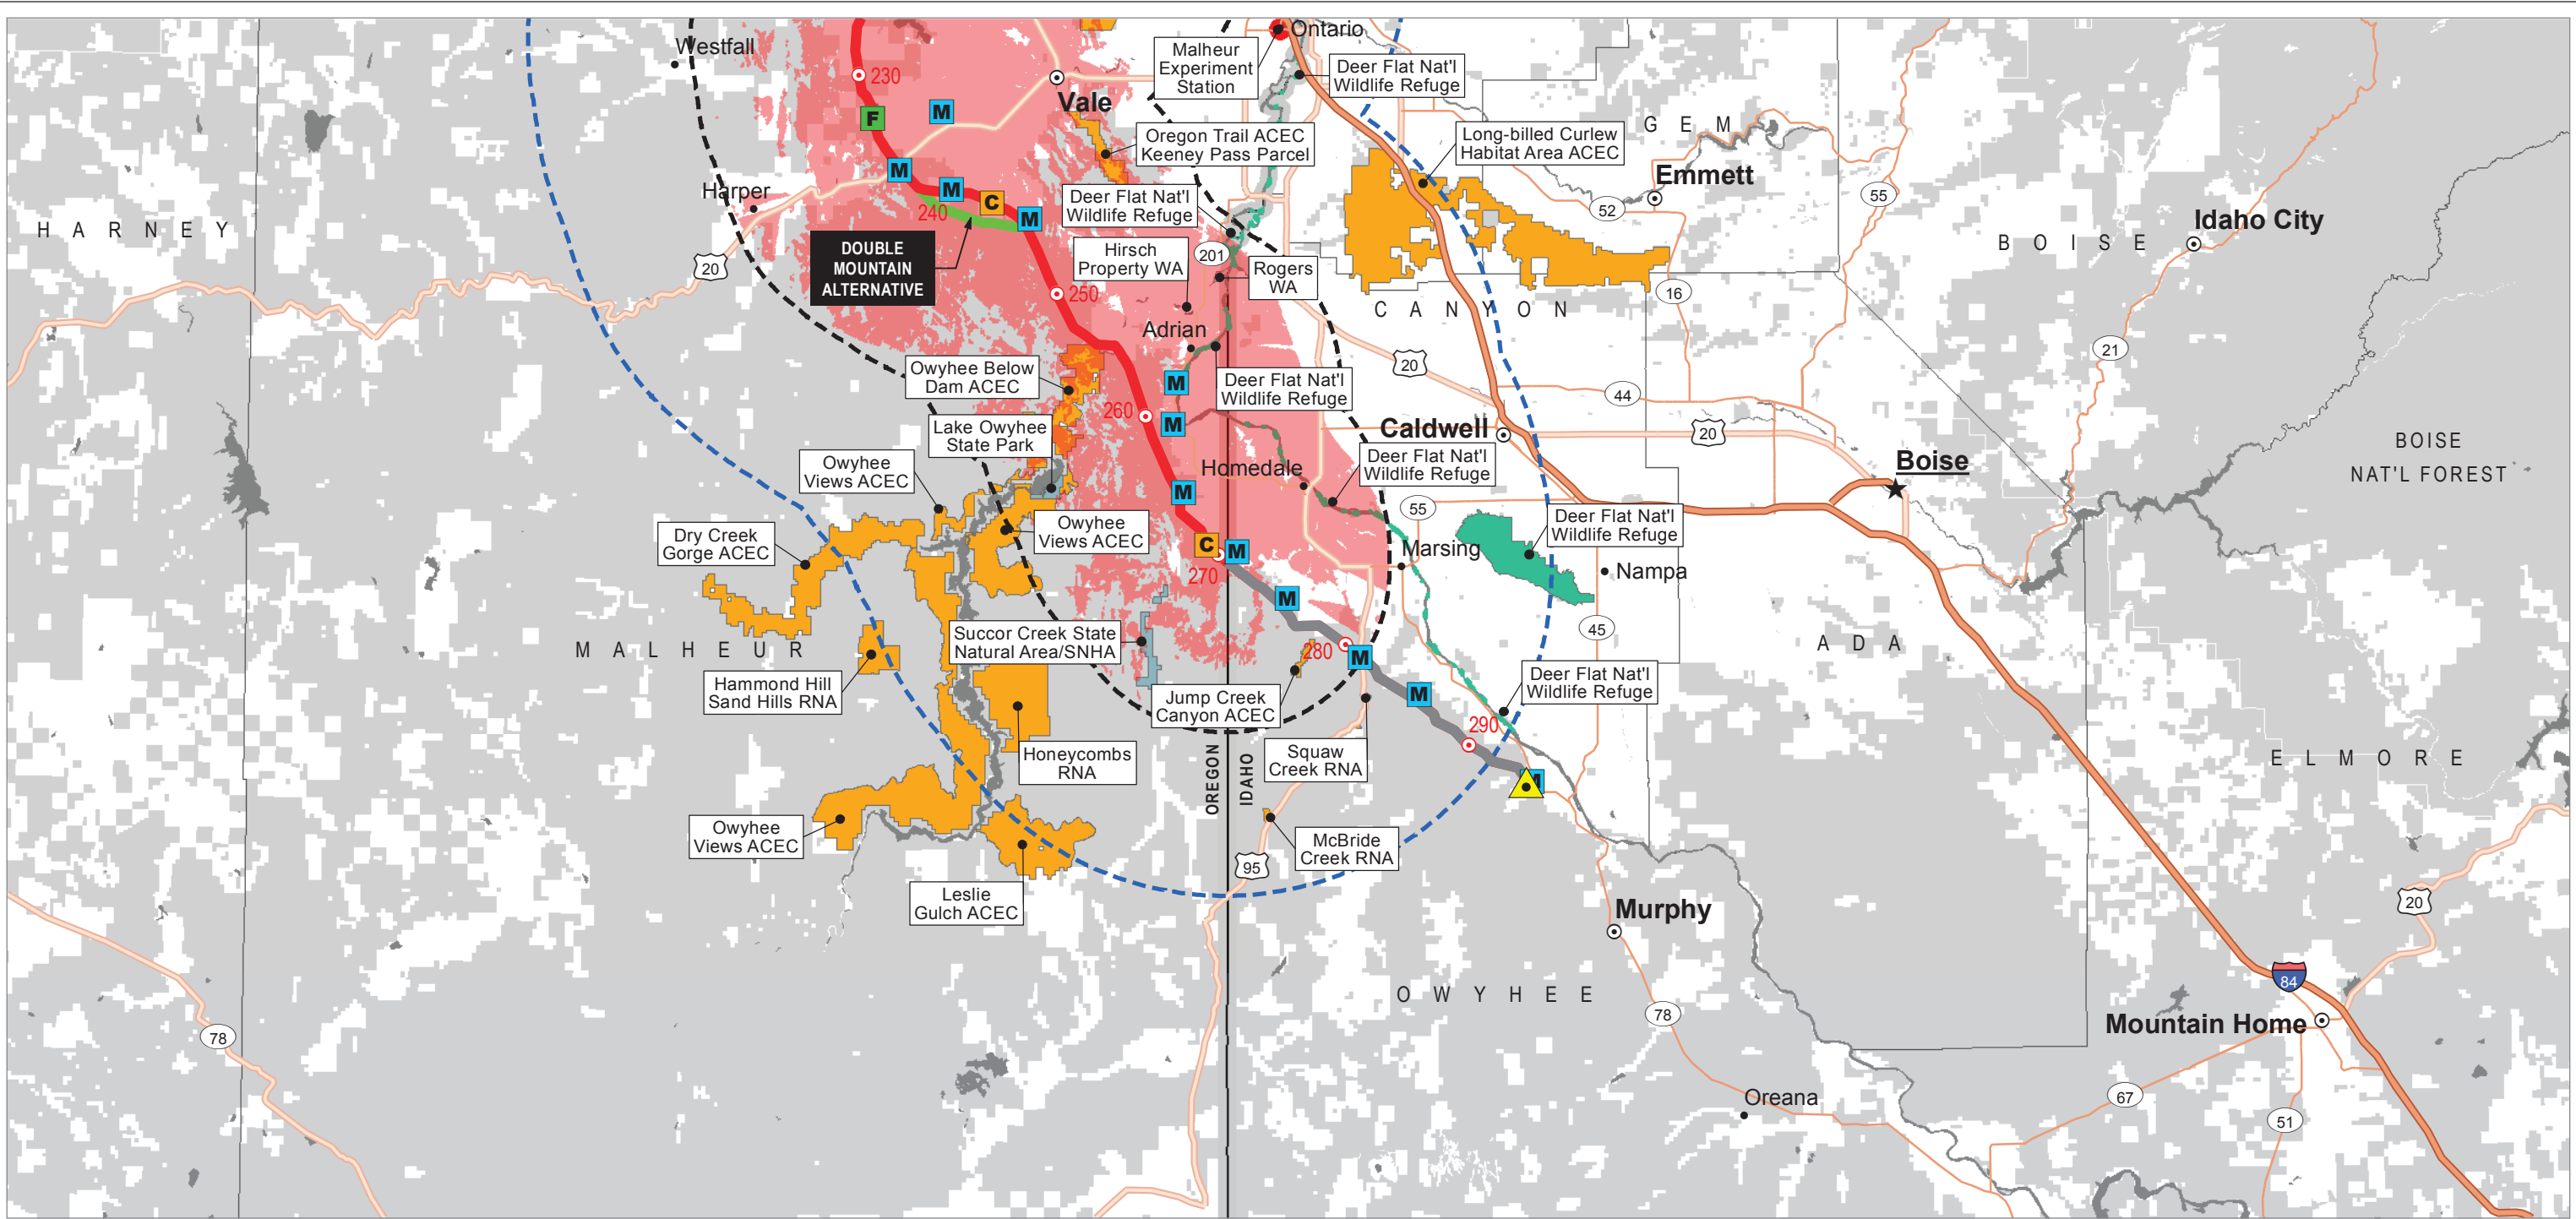 Westfall
Ontario
230
Malheur
Experiment
Station
Deer Flat Nat'l
Wildlife Refuge
Vale
F
M
Oregon Trail ACEC
Keeney Pass Parcel
Long-billed Curlew
Habitat Area ACEC
G E M
Emmett
M
Harper
M
C
240
M
Deer Flat Nat'l
Wildlife Refuge
52
55
Idaho City
H A R N E Y
B O I S E
DOUBLE
MOUNTAIN
ALTERNATIVE
Hirsch
Property WA
201
Rogers
WA
20
250
16
C A N Y O N
Adrian
21
20
Owyhee Below
Dam ACEC
M
Deer Flat Nat'l
Wildlife Refuge
44
260
M
Lake Owyhee
State Park
Caldwell
20
BOISE
NAT'L FOREST
Owyhee
Views ACEC
Homedale
Deer Flat Nat'l
Wildlife Refuge
Boise
M
55
Owyhee
Views ACEC
Deer Flat Nat'l
Wildlife Refuge
Dry Creek
Gorge ACEC
C
M
Marsing
270
Nampa
M
45
M A L H E U R
Succor Creek State
Natural Area/SNHA
280
M
A D A
Hammond Hill
Sand Hills RNA
Jump Creek
Canyon ACEC
M
Deer Flat Nat'l
Wildlife Refuge
290
Honeycombs
RNA
OREGON
IDAHO
Squaw
Creek RNA
E L M O R E
M
Owyhee
Views ACEC
McBride
Creek RNA
95
Leslie
Gulch ACEC
Murphy
20
O W Y H E E
84
78
78
Mountain Home
Oreana
67
51